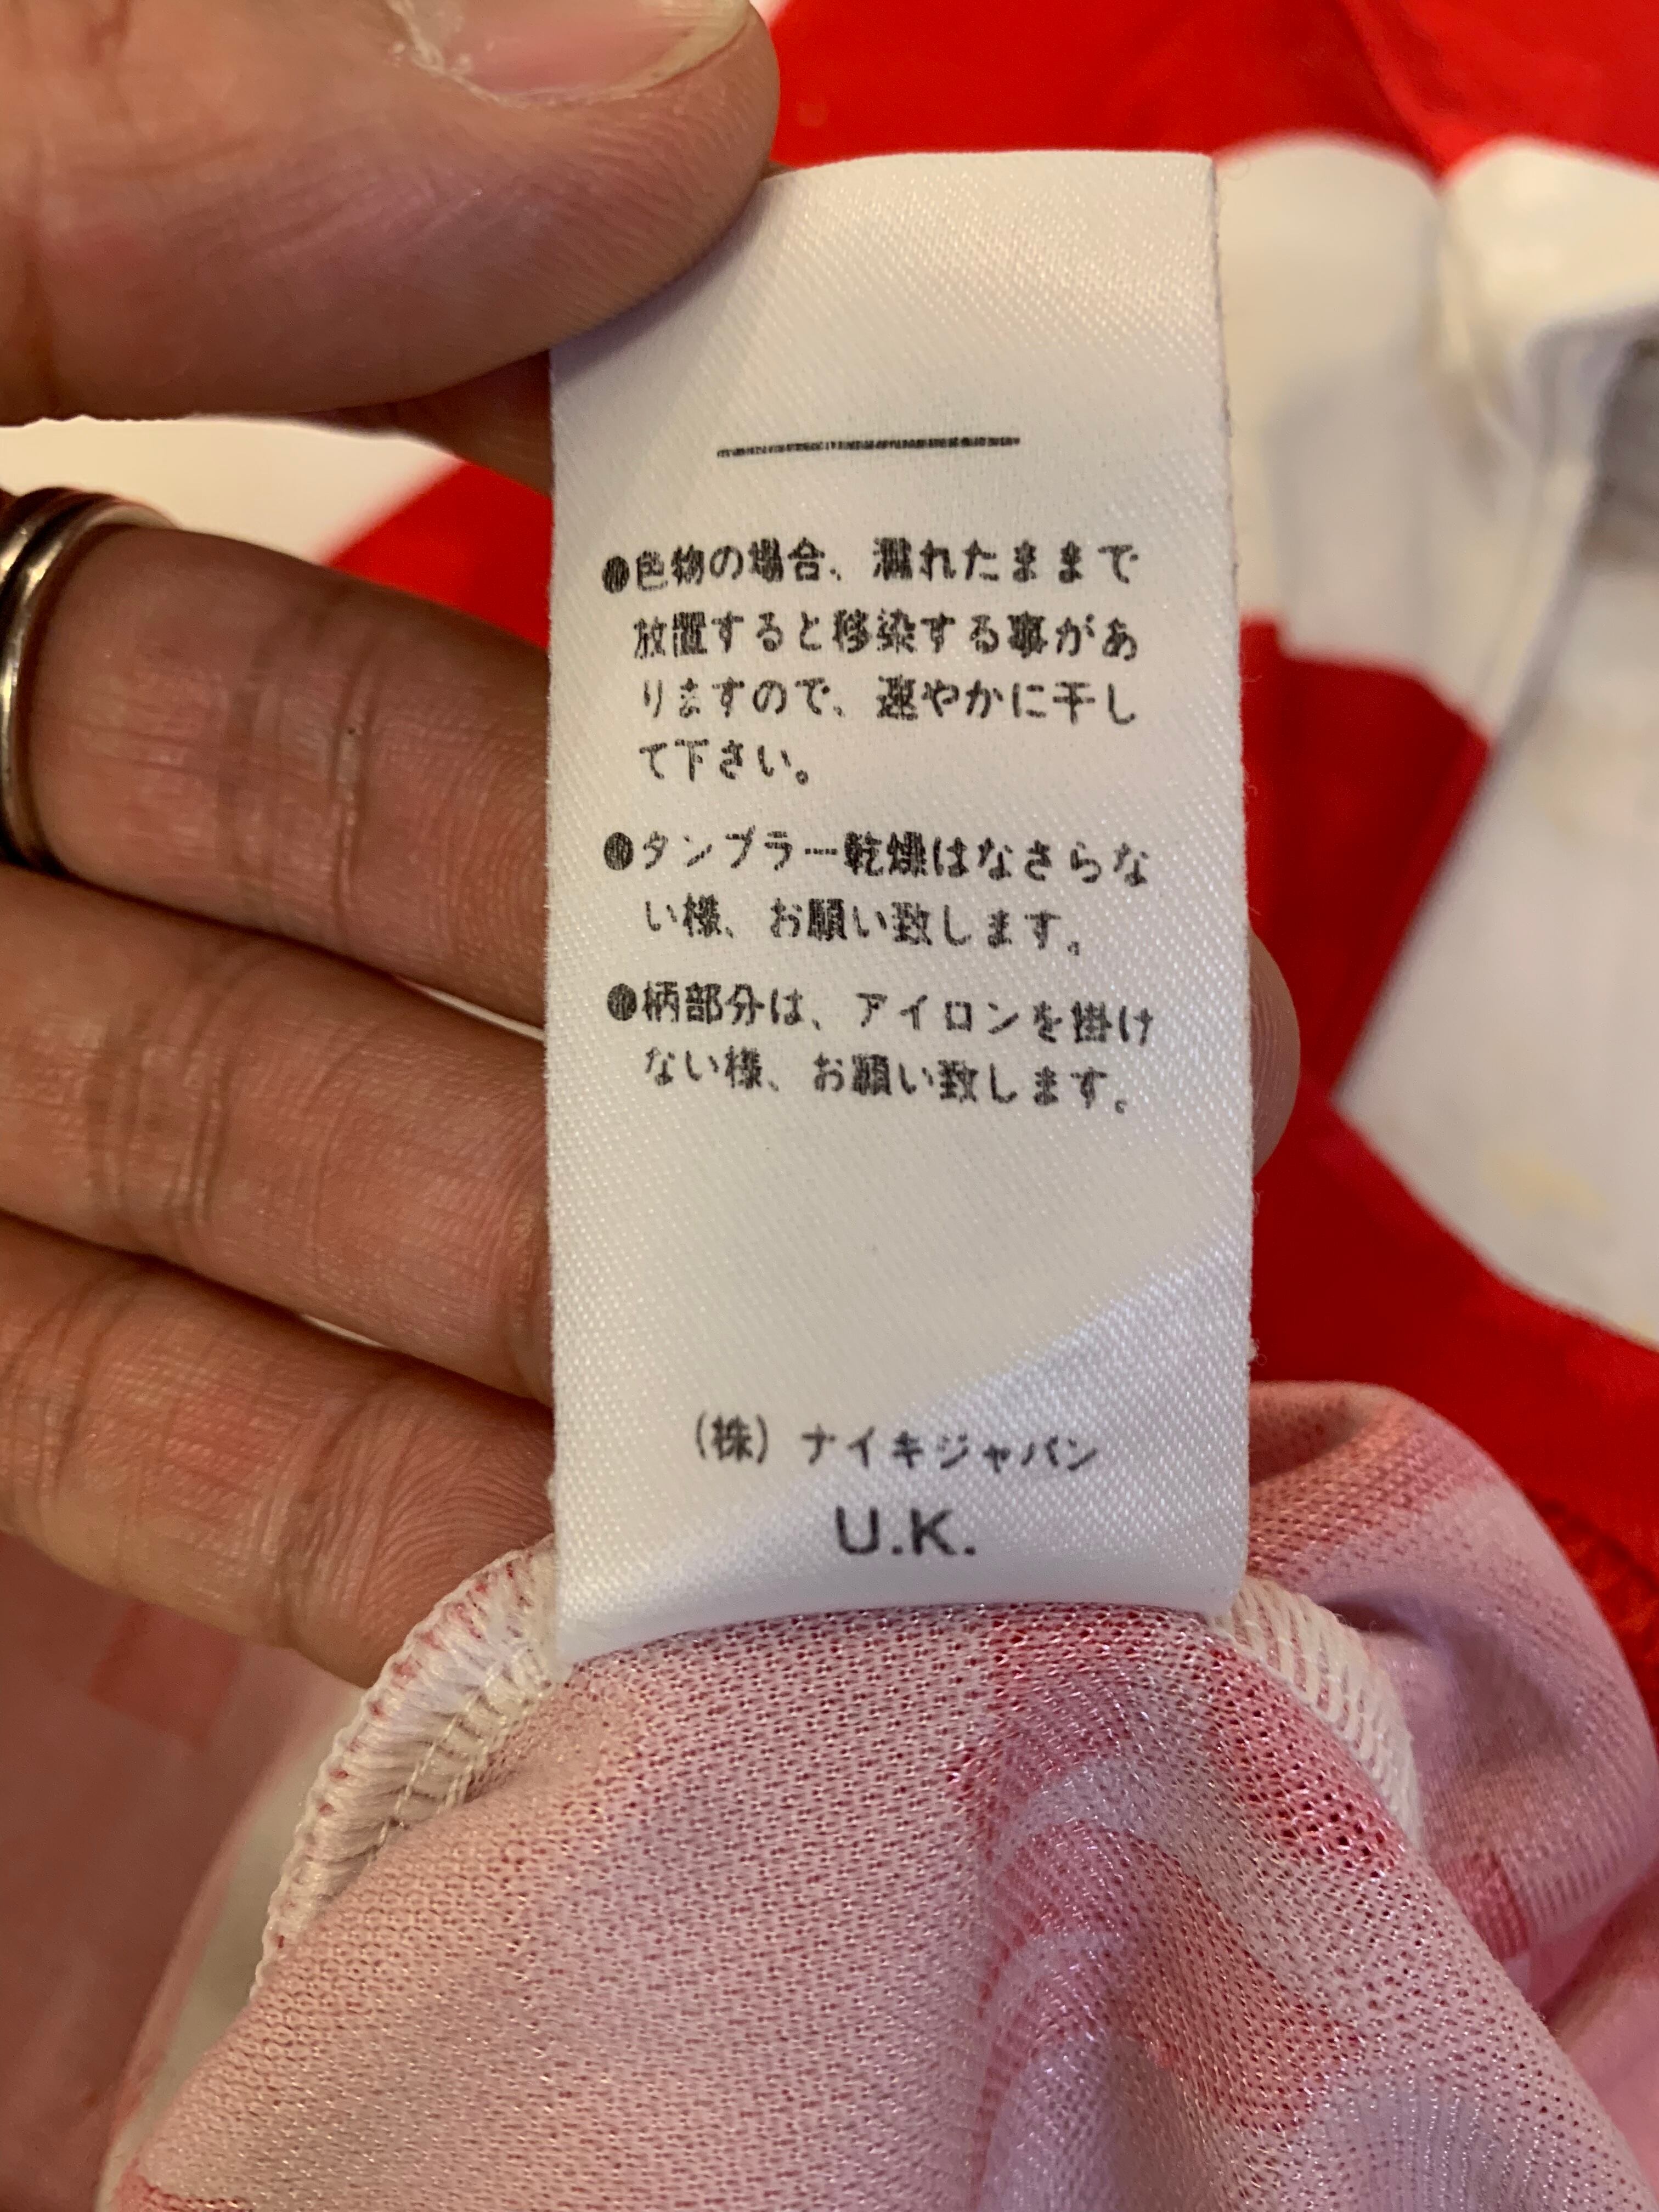 ●色物の場合、濡れたままで
放置すると移染する事があ
りますので、速やかに干し
て下さい。
●タンブラー乾燥はなさらな
い様、お願い致します。
●柄部分は、アイロンを掛け
ない様、お願い致します。
(株) ナイキジャパン
U.K.